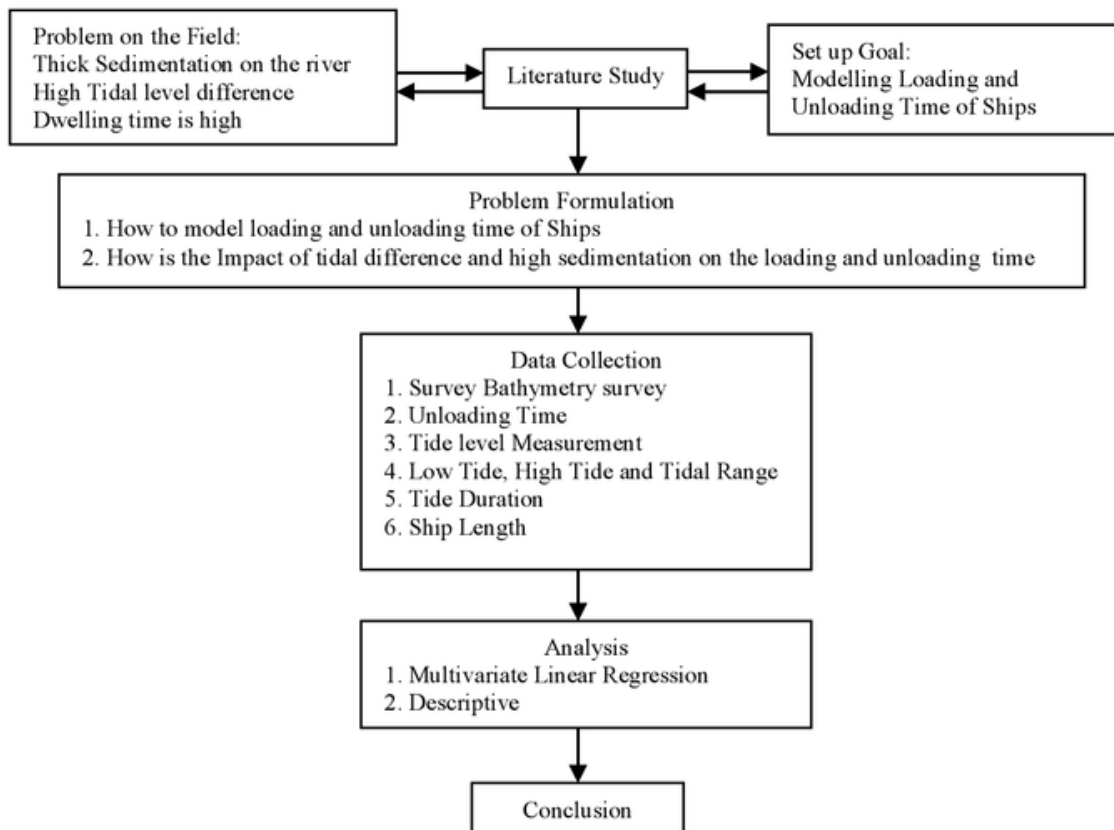 Problem on the Field:
Thick Sedimentation on the river
High Tidal level difference
Dwelling time is high
Literature Study
Set up Goal:
Modelling Loading and
Unloading Time of Ships
Problem Formulation
1. How to model loading and unloading time of Ships
2. How is the Impact of tidal difference and high sedimentation on the loading and unloading time
Data Collection
1. Survey Bathymetry survey
2. Unloading Time
3. Tide level Measurement
4. Low Tide, High Tide and Tidal Range
5. Tide Duration
6. Ship Length
Analysis
1. Multivariate Linear Regression
2. Descriptive
Conclusion